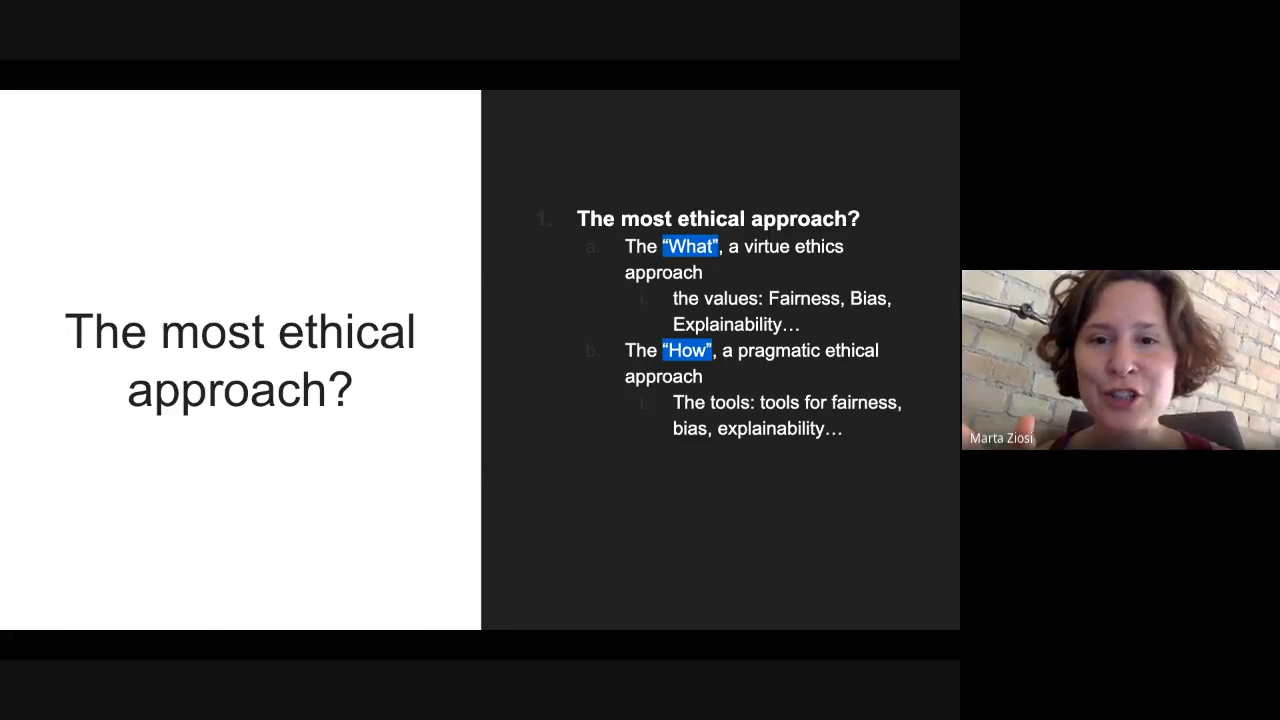 The most ethical
approach?
1. The most ethical approach?
a. The “What”, a virtue ethics
approach
i. the values: Fairness, Bias,
Explainability…
b. The “How”, a pragmatic ethical
approach
i. The tools: tools for fairness,
bias, explainability…
Marta Ziosi